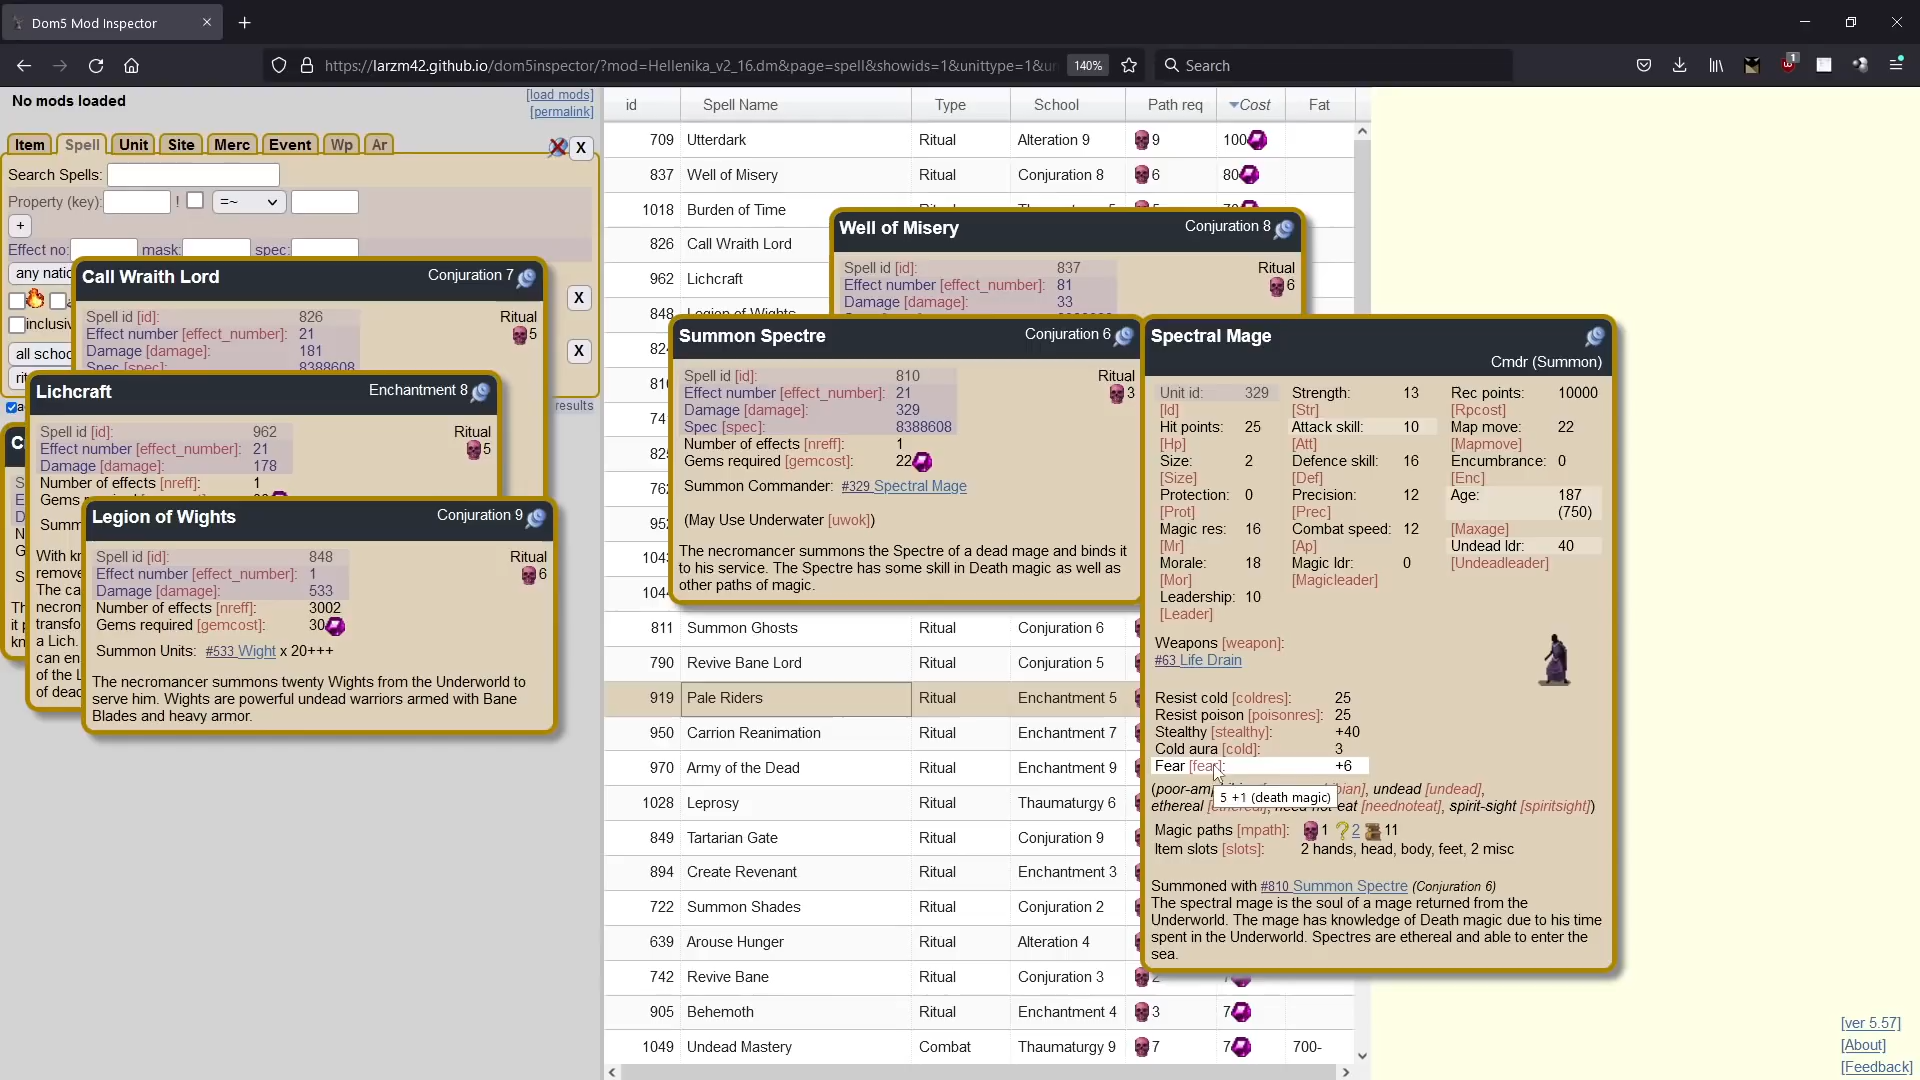 Dom5 Mod Inspector
https://larzm42.github.io/dom5inspector/?mod=Hellenika_v2_16.dm&page=spell&showids=1&unittype=1&u
140%
Search
1
No mods loaded
[load mods]
[permalink]
Item
Spell
Unit
Site
Merc
Event
Wp
Ar
X
Search Spells:
Property (key):
!
=~
+
Effect no:
mask:
spec:
any natio
inclusiv
all schoo
X
X
results
Call Wraith Lord
Conjuration 7
Spell id [id]: 826
Ritual
Effect number [effect_number]: 21
5
Damage [damage]: 181
Spec [spec]: 8388608
Lichcraft
Enchantment 8
Spell id [id]: 962
Ritual
Effect number [effect_number]: 21
5
Damage [damage]: 178
Number of effects [nreff]: 1
Legion of Wights
Conjuration 9
Spell id [id]: 848
Ritual
Effect number [effect_number]: 1
6
Damage [damage]: 533
Number of effects [nreff]: 3002
Gems required [gemcost]: 30
Summon Units: #533 Wight x 20+++
The necromancer summons twenty Wights from the Underworld to
serve him. Wights are powerful undead warriors armed with Bane
Blades and heavy armor.
id Spell Name Type School Path req Cost Fat
709 Utterdark Ritual Alteration 9 9 100
837 Well of Misery Ritual Conjuration 8 6 80
1018 Burden of Time Ritual
826 Call Wraith Lord
962 Lichcraft
848 Legion of Wights
Well of Misery
Conjuration 8
Spell id [id]: 837
Ritual
Effect number [effect_number]: 81
6
Damage [damage]: 33
Summon Spectre
Conjuration 6
Spell id [id]: 810
Ritual
Effect number [effect_number]: 21
3
Damage [damage]: 329
Spec [spec]: 8388608
Number of effects [nreff]: 1
Gems required [gemcost]: 22
Summon Commander: #329 Spectral Mage
(May Use Underwater [uwok])
The necromancer summons the Spectre of a dead mage and binds it
to his service. The Spectre has some skill in Death magic as well as
other paths of magic.
811 Summon Ghosts Ritual Conjuration 6
790 Revive Bane Lord Ritual Conjuration 5
919 Pale Riders Ritual Enchantment 5
950 Carrion Reanimation Ritual Enchantment 7
970 Army of the Dead Ritual Enchantment 9
1028 Leprosy Ritual Thaumaturgy 6
849 Tartarian Gate Ritual Conjuration 9
894 Create Revenant Ritual Enchantment 3
722 Summon Shades Ritual Conjuration 2
639 Arouse Hunger Ritual Alteration 4
742 Revive Bane Ritual Conjuration 3 2 7
905 Behemoth Ritual Enchantment 4 3 7
1049 Undead Mastery Combat Thaumaturgy 9 7 7 700-
Spectral Mage
Cmdr (Summon)
Unit id: 329 Strength: 13 Rec points: 10000
[Id] [Str] [Rpcost]
Hit points: 25 Attack skill: 10 Map move: 22
[Hp] [Att] [Mapmove]
Size: 2 Defence skill: 16 Encumbrance: 0
[Size] [Def] [Enc]
Protection: 0 Precision: 12 Age: 187
[Prot] [Prec] (750)
Magic res: 16 Combat speed: 12 [Maxage]
[Mr] [Ap] Undead ldr: 40
Morale: 18 Magic ldr: 0 [Undeadleader]
[Mor] [Magicleader]
Leadership: 10
[Leader]
Weapons [weapon]:
#63 Life Drain
Resist cold [coldres]: 25
Resist poison [poisonres]: 25
Stealthy [stealthy]: +40
Cold aura [cold]: 3
Fear [fear]: +6
(poor-am undead [undead],
5 +1 (death magic)
ethereal eat [neednoteat], spirit-sight [spiritsight])
Magic paths [mpath]: 1 ?2 11
Item slots [slots]: 2 hands, head, body, feet, 2 misc
Summoned with #810 Summon Spectre (Conjuration 6)
The spectral mage is the soul of a mage returned from the
Underworld. The mage has knowledge of Death magic due to his time
spent in the Underworld. Spectres are ethereal and able to enter the
sea.
[ver 5.57]
[About]
[Feedback]